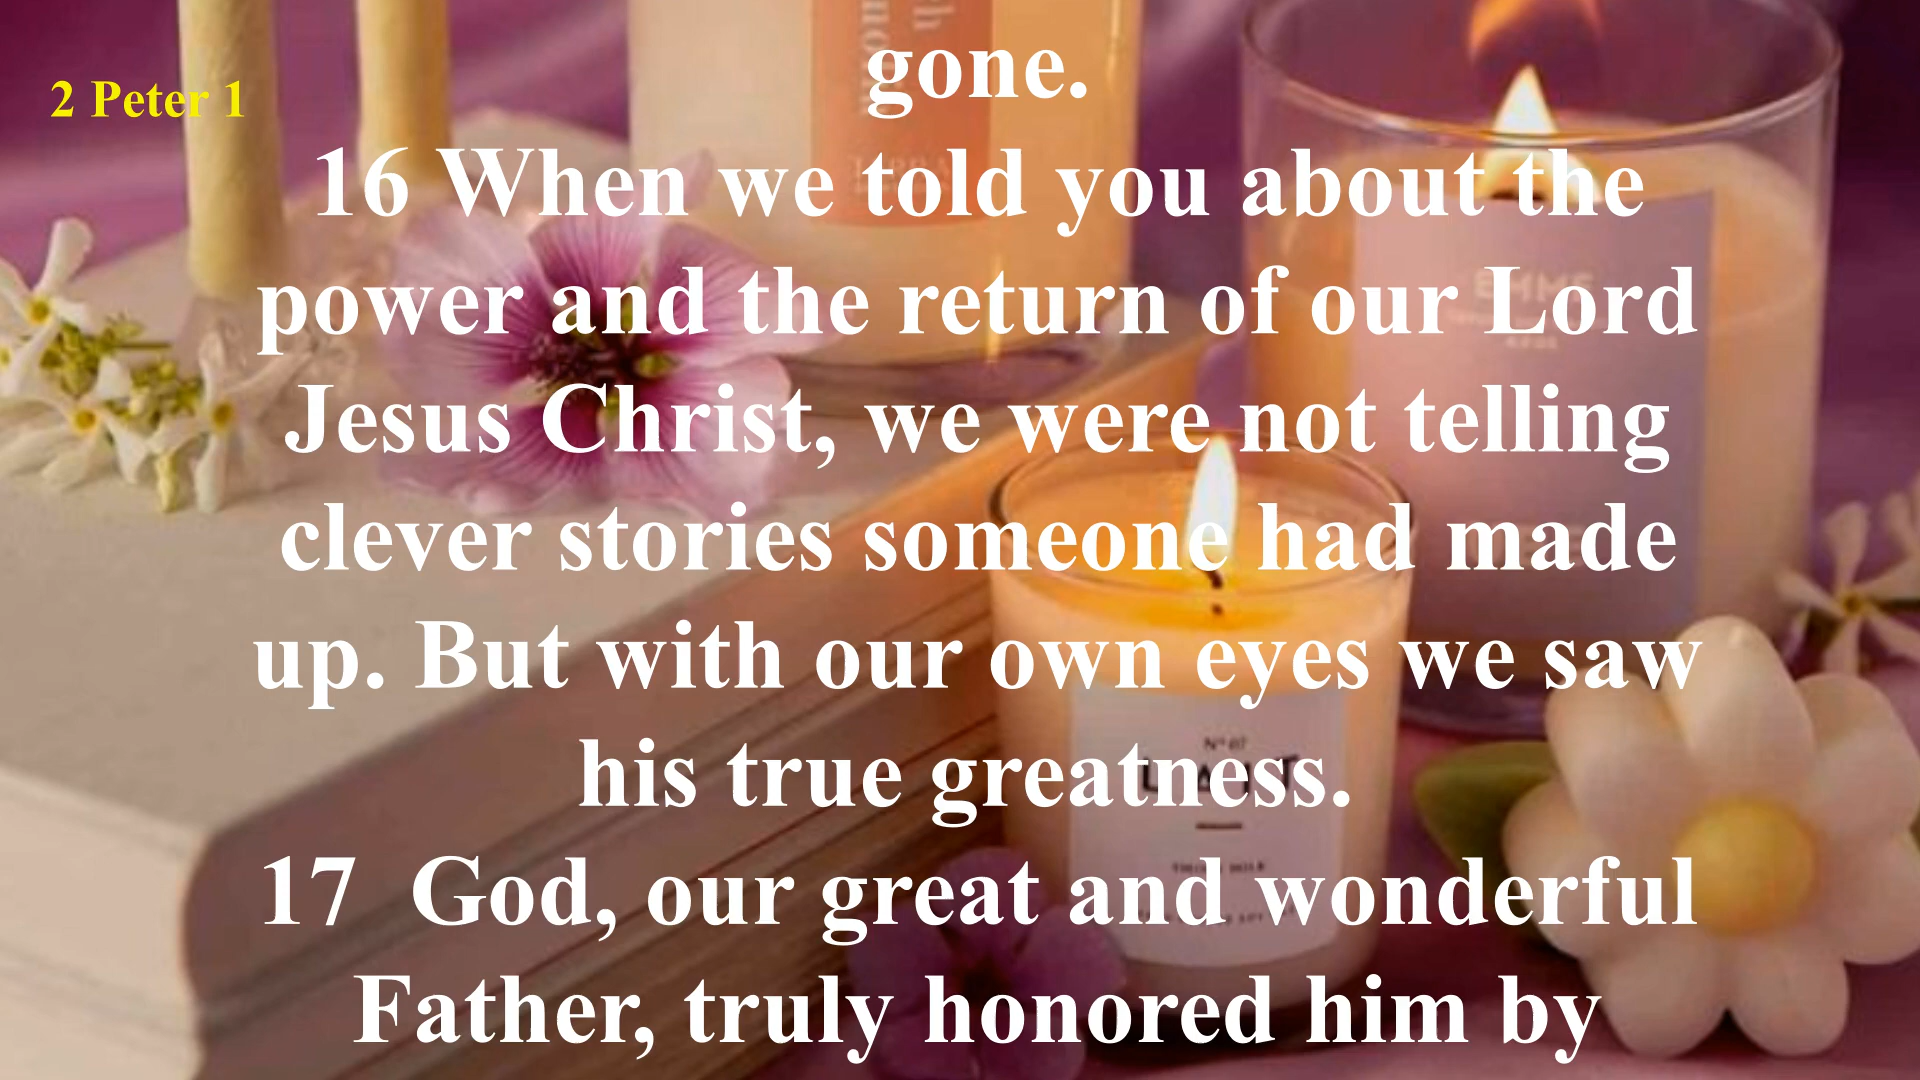 2 Peter 1
gone.
16 When we told you about the
power and the return of our Lord
Jesus Christ, we were not telling
clever stories someone had made
up. But with our own eyes we saw
his true greatness.
17 God, our great and wonderful
Father, truly honored him by
Nº 07